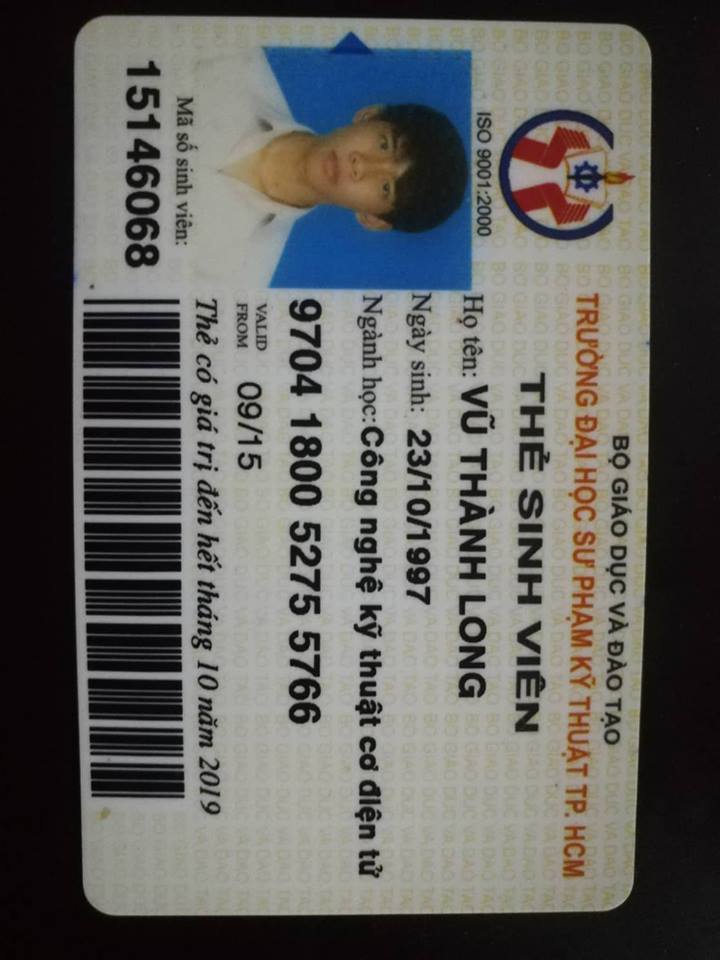 BỘ GIÁO DỤC VÀ ĐÀO TẠO
TRƯỜNG ĐẠI HỌC SƯ PHẠM KỸ THUẬT TP. HCM
THẺ SINH VIÊN
ISO 9001:2000
Họ tên: VŨ THÀNH LONG
Ngày sinh: 23/10/1997
Ngành học: Công nghệ kỹ thuật cơ điện tử
9704 1800 5275 5766
VALID FROM 09/15
Thẻ có giá trị đến hết tháng 10 năm 2019
Mã số sinh viên:
15146068